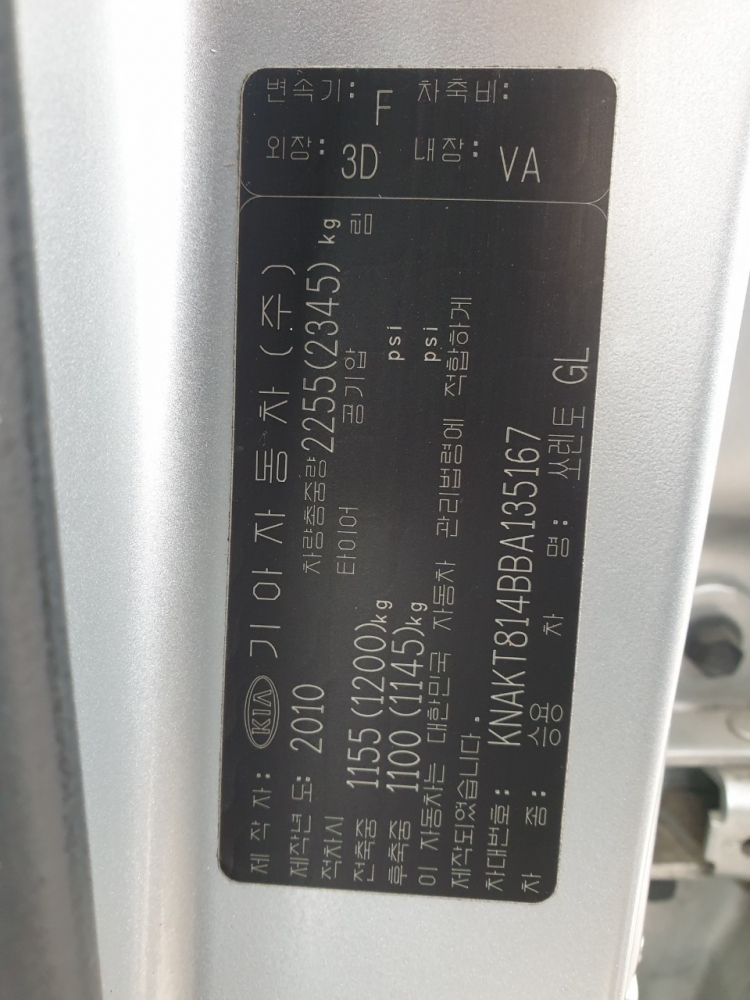 제 작 자: KIA 기 아 자 동 차 (주)
제작년 도: 2010 차량총중량 2255(2345) kg
적차시 타이어 공기압 림
전축중 1155 (1200)kg psi
후축중 1100 (1145)kg psi
이 자동차는 대한민국 자동차 관리법령에 적합하게
제작되었습니다.
차대번호: KNAKT814BBA135167
차 종: 승용 차 명: 쏘렌토 GL
변속기: F 차축비:
외장: 3D 내장: VA